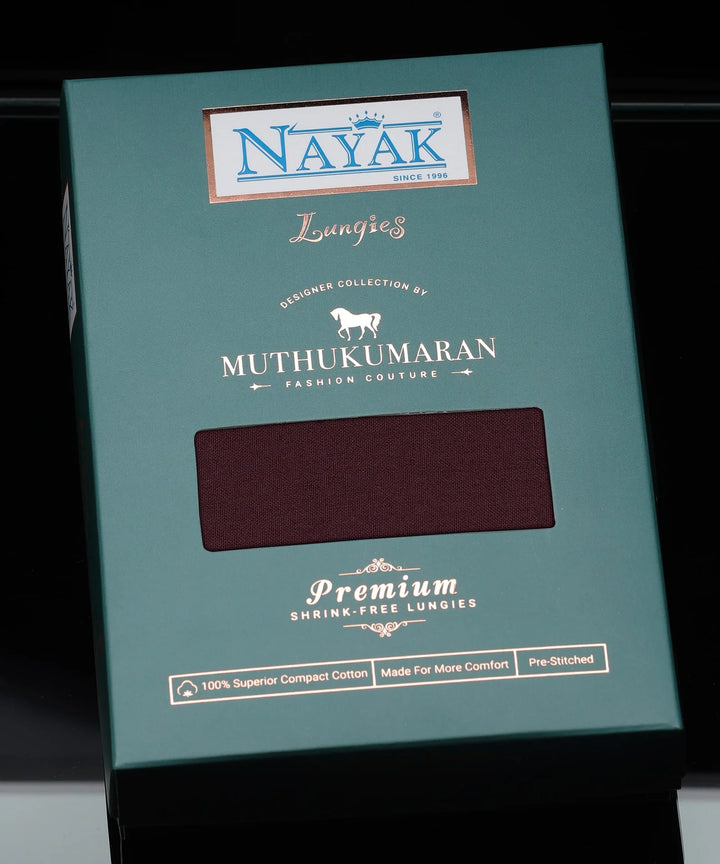 NAYAK®
SINCE 1996
Lungies
DESIGNER COLLECTION BY
MUTHUKUMARAN
FASHION COUTURE
Premium
SHRINK-FREE LUNGIES
100% Superior Compact Cotton
Made For More Comfort
Pre-Stitched